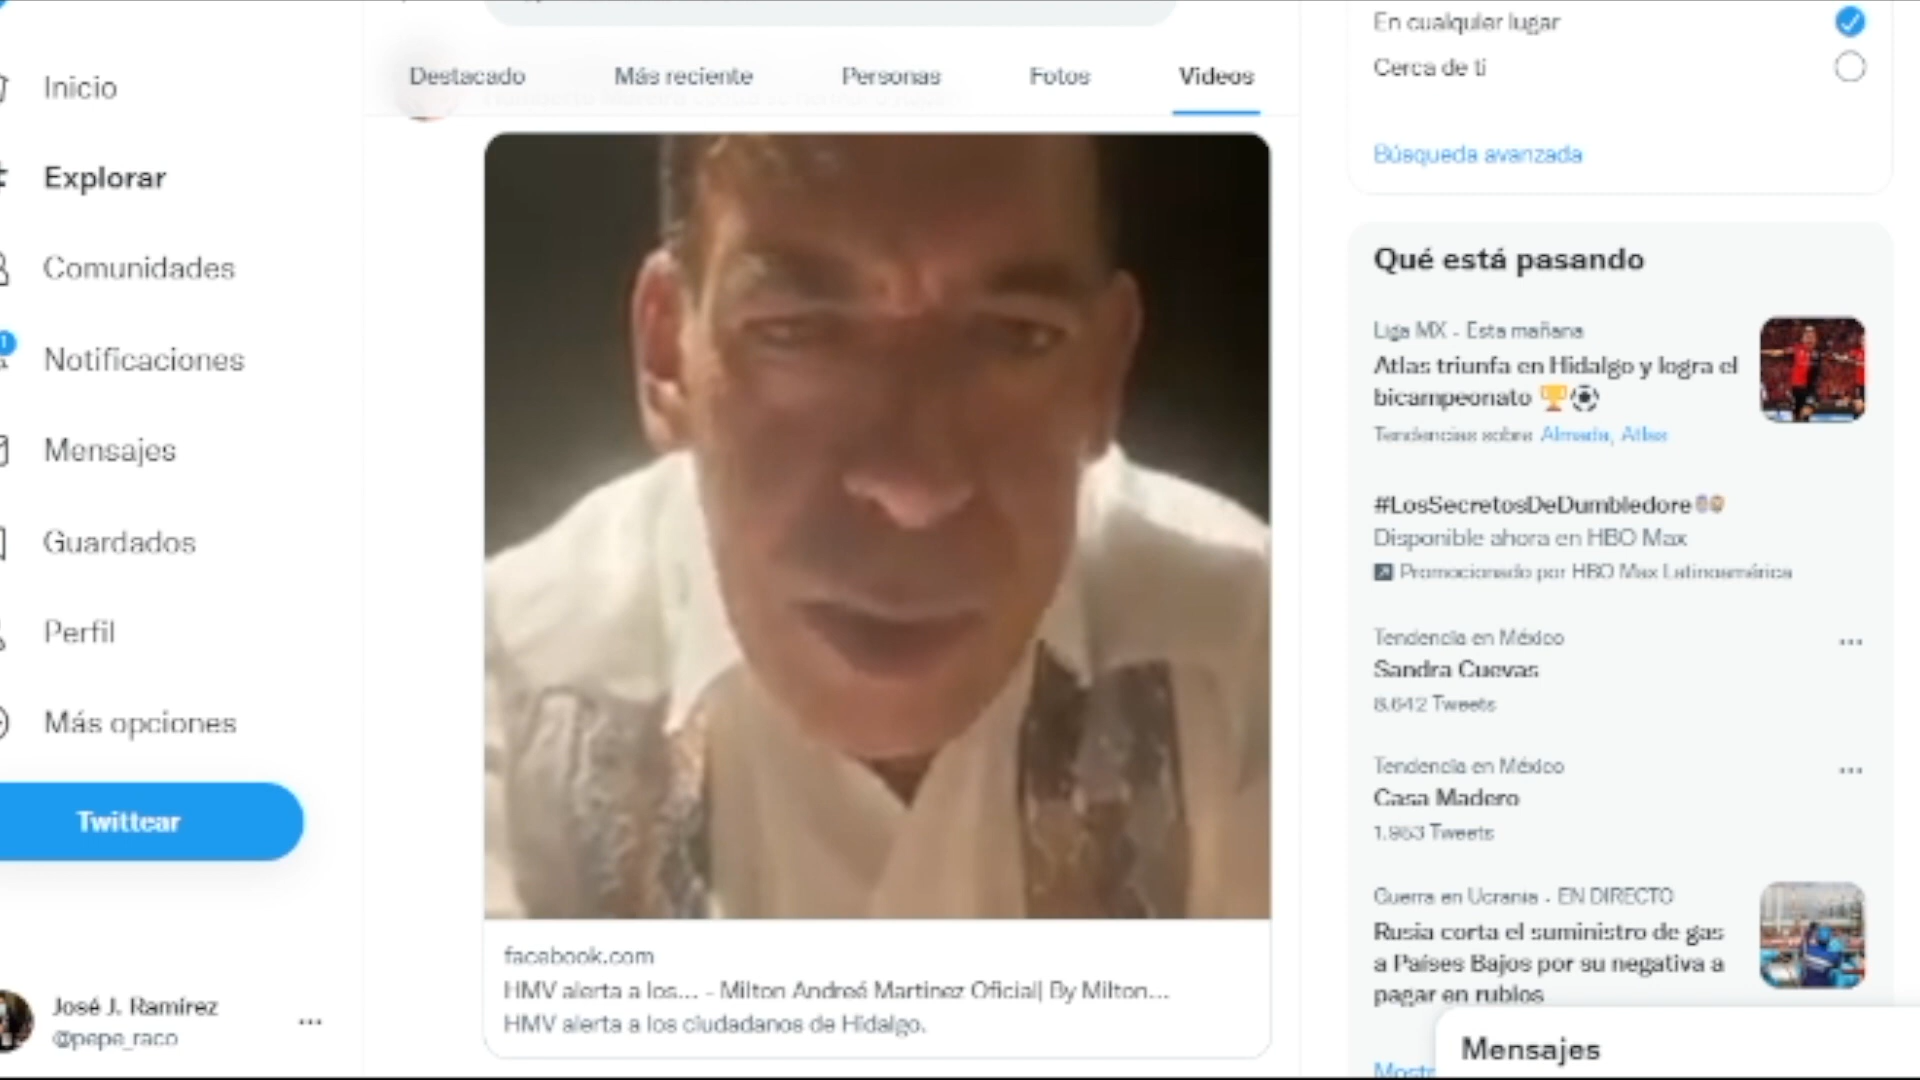 Inicio
Explorar
Comunidades
1
Notificaciones
Mensajes
Guardados
Perfil
Más opciones
Twittear
José J. Ramírez
@pepe_raco
Destacado
Más reciente
Personas
Fotos
Videos
facebook.com
HMV alerta a los... - Milton Andreé Martinez Oficial| By Milton...
HMV alerta a los ciudadanos de Hidalgo.
En cualquier lugar
Cerca de ti
Búsqueda avanzada
Qué está pasando
Liga MX - Esta mañana
Atlas triunfa en Hidalgo y logra el
bicampeonato 🏆⚽
Tendencias sobre Almada, Atlas
#LosSecretosDeDumbledore
Disponible ahora en HBO Max
Promocionado por HBO Max Latinoamérica
Tendencia en México
Sandra Cuevas
8.642 Tweets
Tendencia en México
Casa Madero
1.953 Tweets
Guerra en Ucrania - EN DIRECTO
Rusia corta el suministro de gas
a Países Bajos por su negativa a
pagar en rublos
Mostr
Mensajes